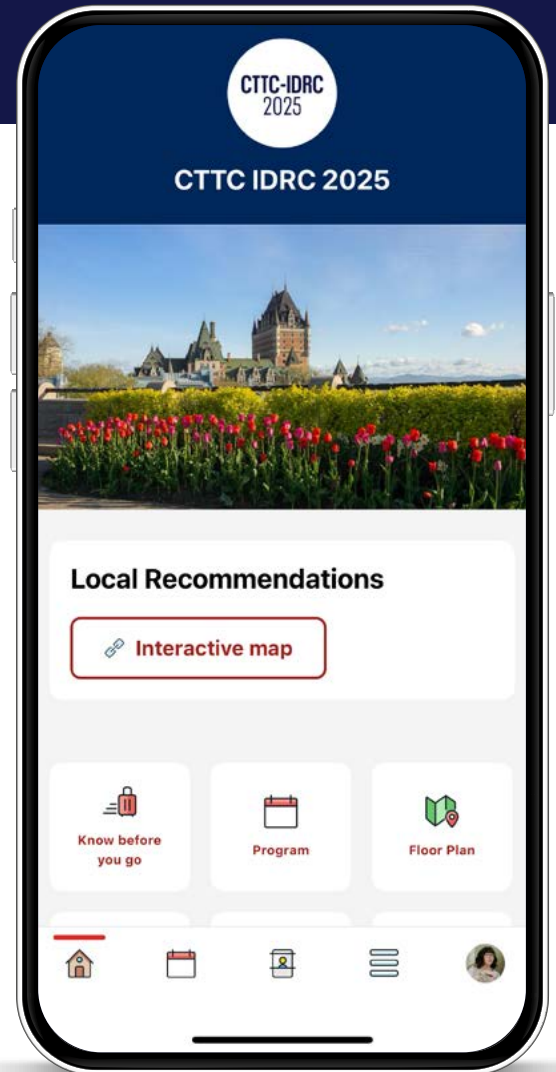 CTTC-IDRC
2025
CTTC IDRC 2025
Local Recommendations
Interactive map
Know before
you go
Program
Floor Plan